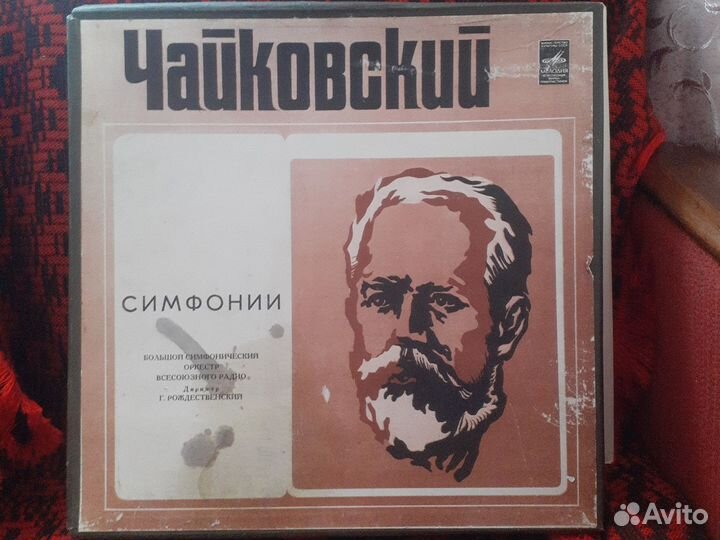 Чайковский
МЕЛОДИЯ
СИМФОНИИ
БОЛЬШОЙ СИМФОНИЧЕСКИЙ
ОРКЕСТР
ВСЕСОЮЗНОГО РАДИО
Дирижер
Г. РОЖДЕСТВЕНСКИЙ
Avito